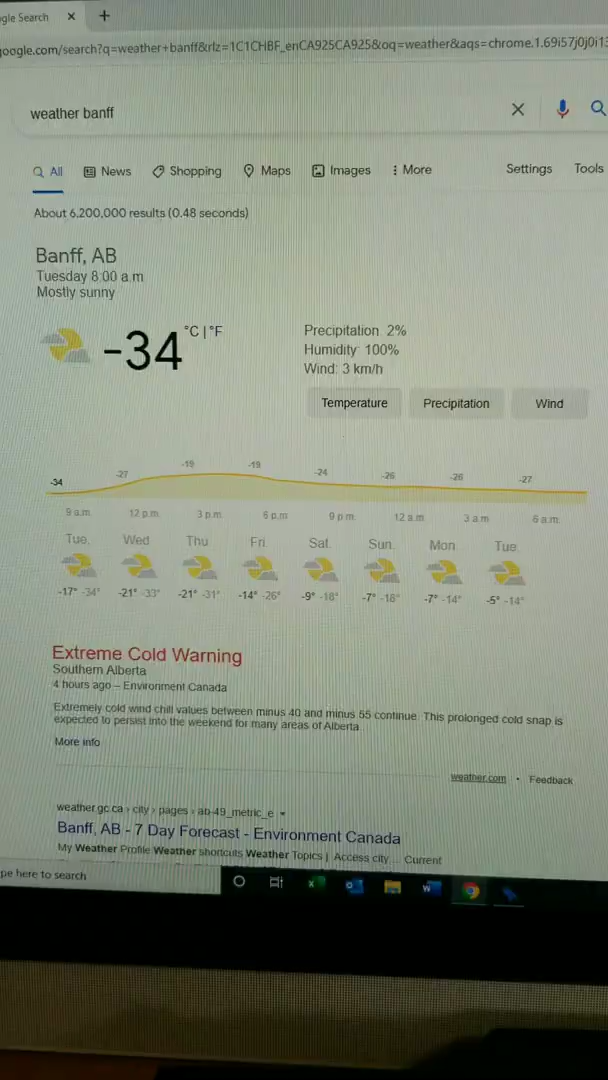 gle Search
google.com/search?q=weather+banff&rlz=1C1CHBF_enCA925CA925&oq=weather&aqs=chrome.1.69i57j0j0i13
weather banff
All News Shopping Maps Images More Settings Tools
About 6,200,000 results (0.48 seconds)
Banff, AB
Tuesday 8:00 a.m.
Mostly sunny
-34 °C | °F
Precipitation: 2%
Humidity: 100%
Wind: 3 km/h
Temperature Precipitation Wind
-34 -27 -19 -19 -24 -26 -26 -27
9 a.m. 12 p.m. 3 p.m. 6 p.m. 9 p.m. 12 a.m. 3 a.m. 6 a.m.
Tue. Wed. Thu. Fri. Sat. Sun. Mon. Tue.
-17° -34° -21° -33° -21° -31° -14° -26° -9° -18° -7° -18° -7° -14° -5° -14°
Extreme Cold Warning
Southern Alberta
4 hours ago – Environment Canada
Extremely cold wind chill values between minus 40 and minus 55 continue. This prolonged cold snap is
expected to persist into the weekend for many areas of Alberta.
More info
weather.com • Feedback
weather.gc.ca › city › pages › ab-49_metric_e
Banff, AB - 7 Day Forecast - Environment Canada
My Weather Profile Weather shortcuts Weather Topics | Access city ... Current
pe here to search